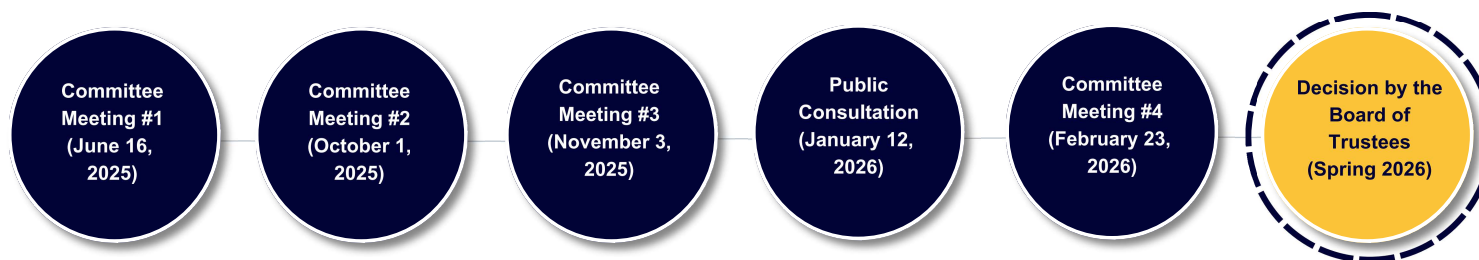 Committee
Meeting #1
(June 16,
2025)
Committee
Meeting #2
(October 1,
2025)
Committee
Meeting #3
(November 3,
2025)
Public
Consultation
(January 12,
2026)
Committee
Meeting #4
(February 23,
2026)
Decision by the
Board of
Trustees
(Spring 2026)